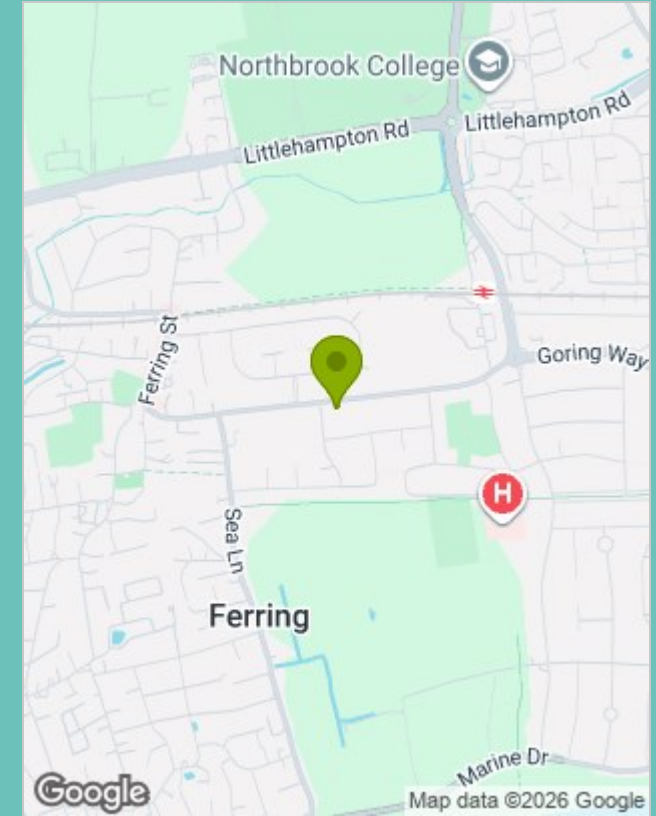 Northbrook College
Littlehampton Rd
Littlehampton Rd
Ferring St
Goring Way
H
Sea Ln
Ferring
Marine Dr
Google
Map data ©2026 Google